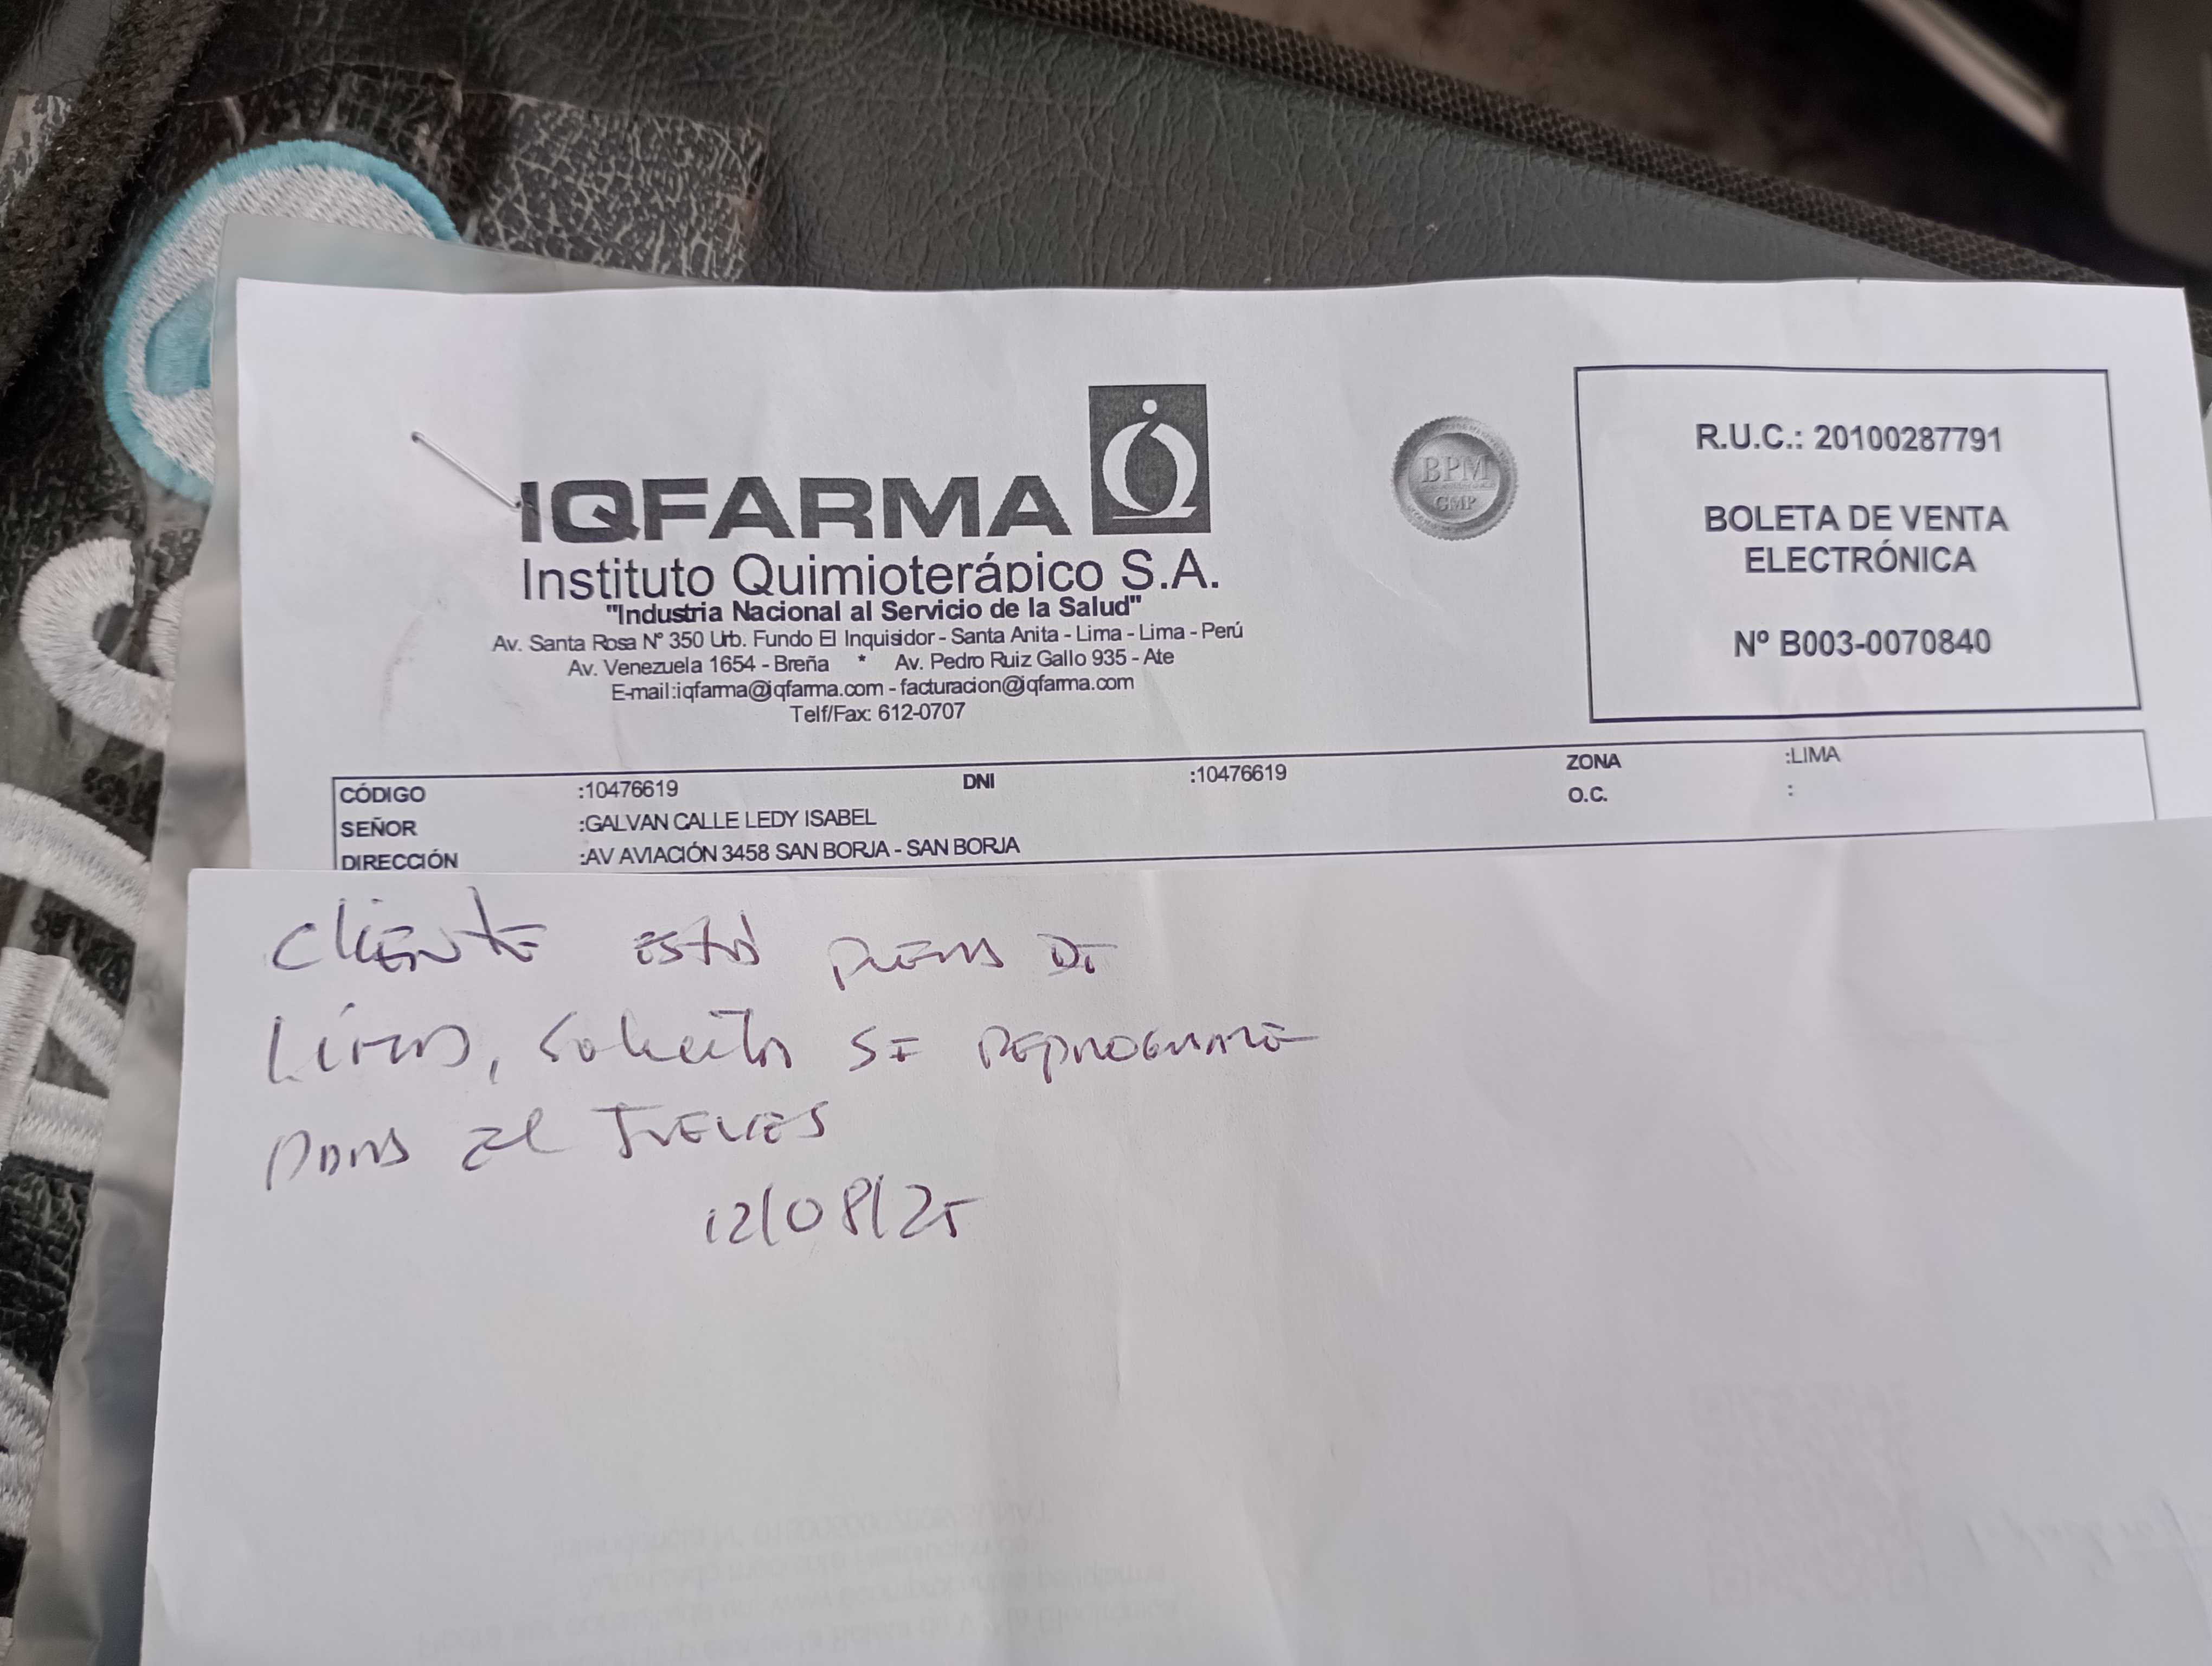 IQFARMA
Instituto Quimioterápico S.A.
"Industria Nacional al Servicio de la Salud"
Av. Santa Rosa Nº 350 Urb. Fundo El Inquisidor - Santa Anita - Lima - Lima - Perú
Av. Venezuela 1654 - Breña * Av. Pedro Ruiz Gallo 935 - Ate
E-mail:iqfarma@iqfarma.com - facturacion@iqfarma.com
Telf/Fax: 612-0707
BPM
GMP
R.U.C.: 20100287791
BOLETA DE VENTA
ELECTRÓNICA
Nº B003-0070840
CÓDIGO :10476619 DNI :10476619 ZONA :LIMA
SEÑOR :GALVAN CALLE LEDY ISABEL O.C. :
DIRECCIÓN :AV AVIACIÓN 3458 SAN BORJA - SAN BORJA
Cliente está fuera de
Lima, solicita se reprograme
para el Jueves
12/08/25